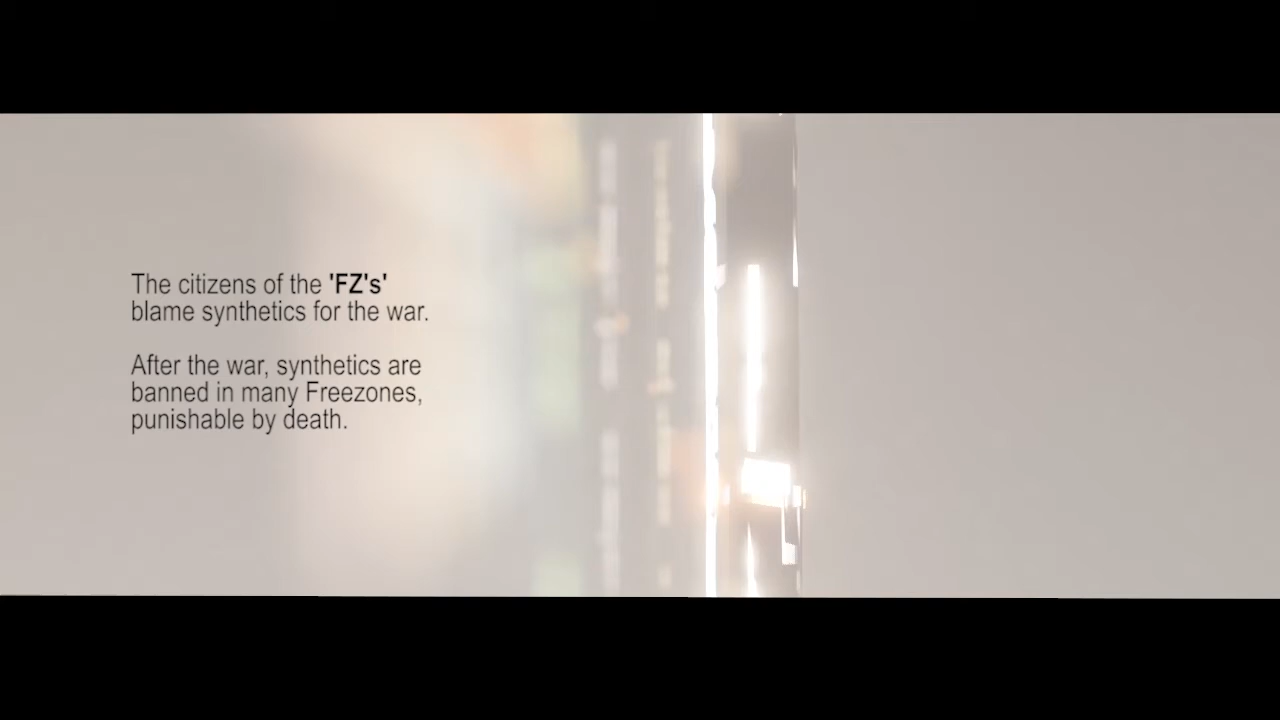 The citizens of the 'FZ's'
blame synthetics for the war.
After the war, synthetics are
banned in many Freezones,
punishable by death.